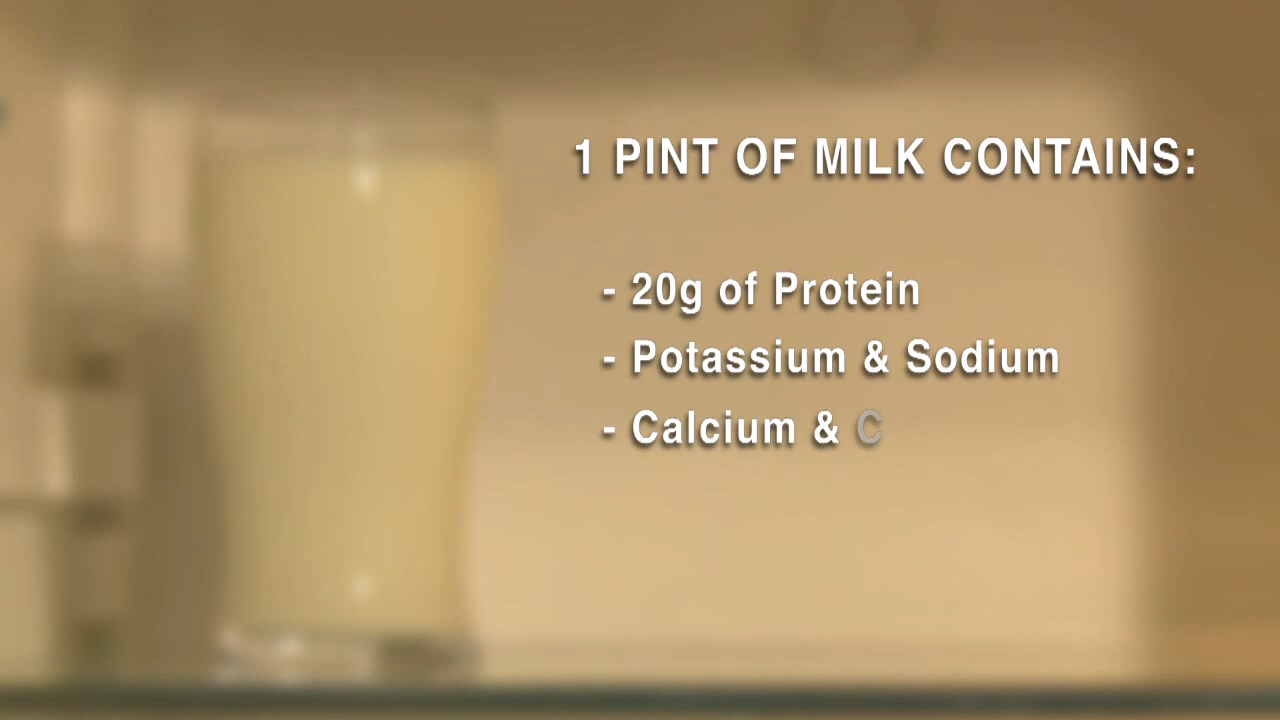 1 PINT OF MILK CONTAINS:
- 20g of Protein
- Potassium & Sodium
- Calcium & C